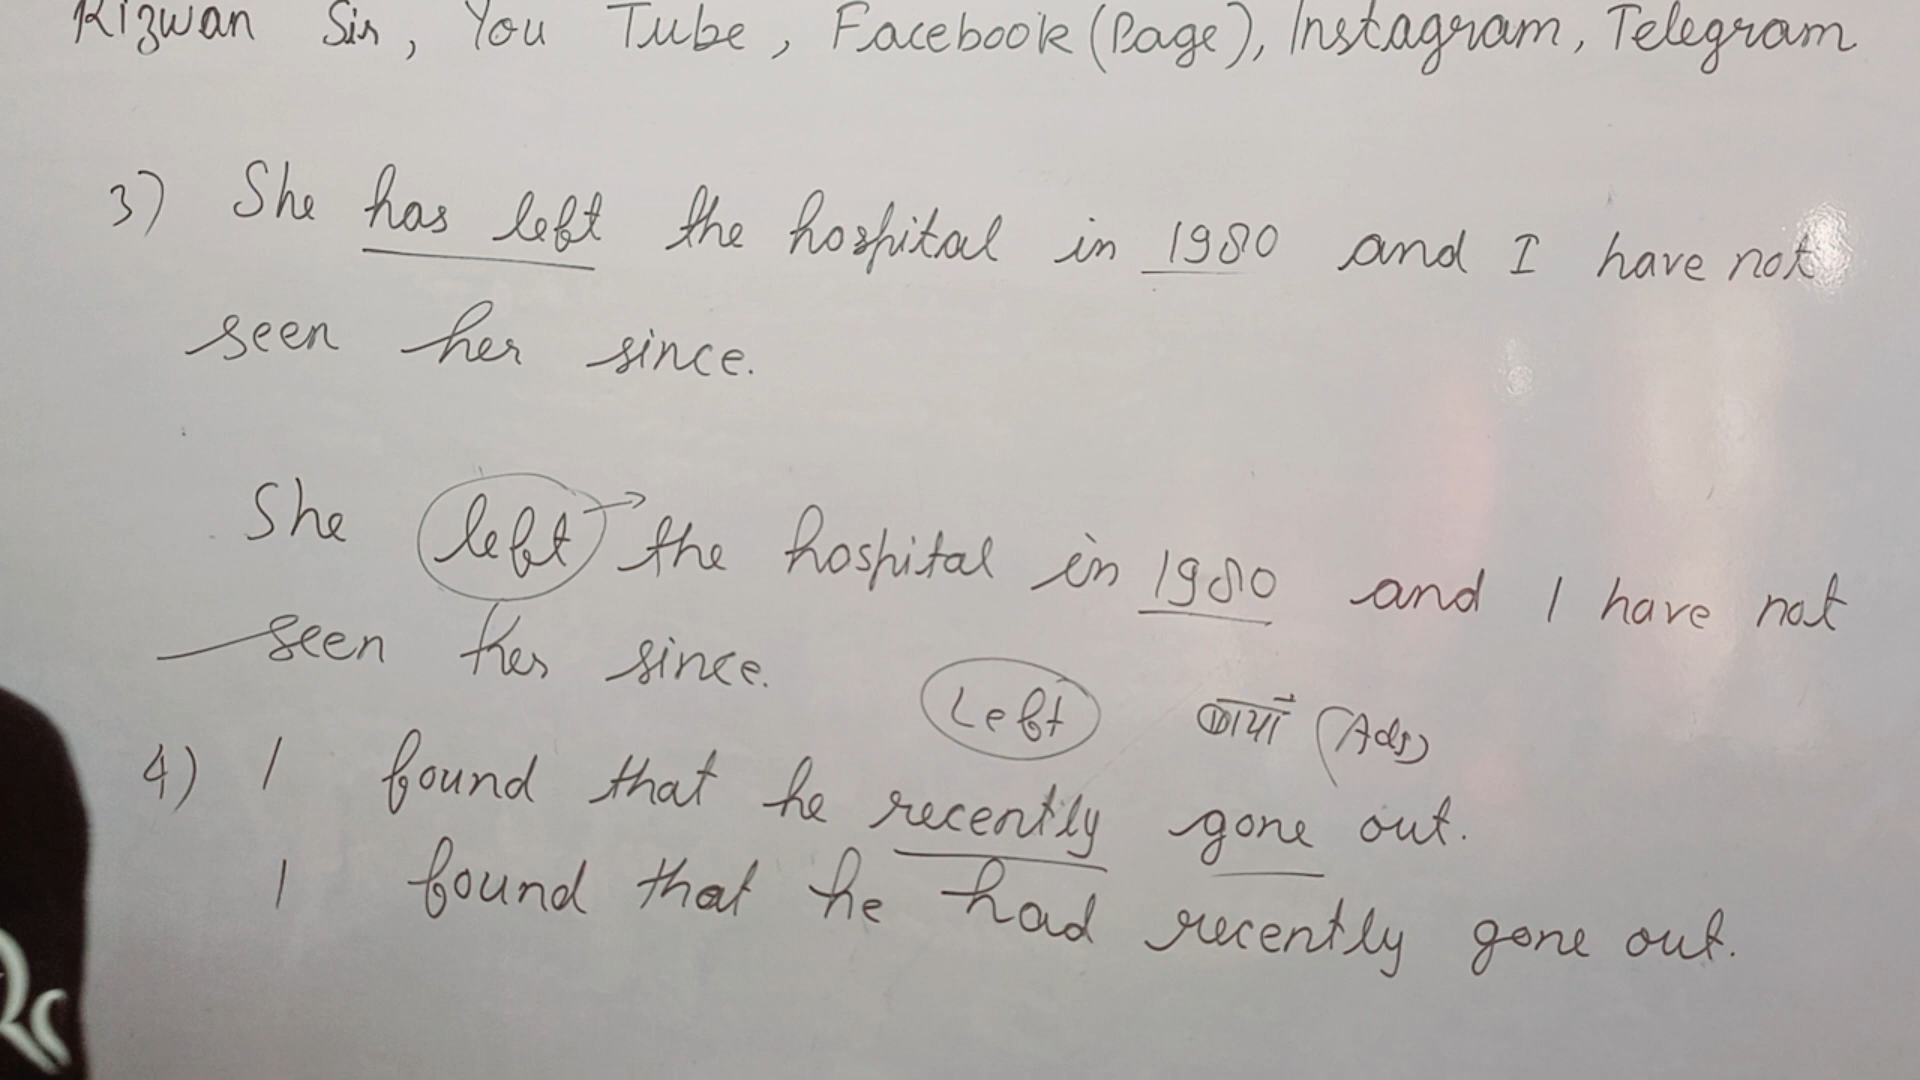 Rizwan Sir, You Tube, Facebook (Page), Instagram, Telegram
3) She has left the hospital in 1980 and I have not
seen her since.
She left the hospital in 1980 and I have not
seen her since.
Left बायाँ (Adj)
4) I found that he recently gone out.
I found that he had recently gone out.